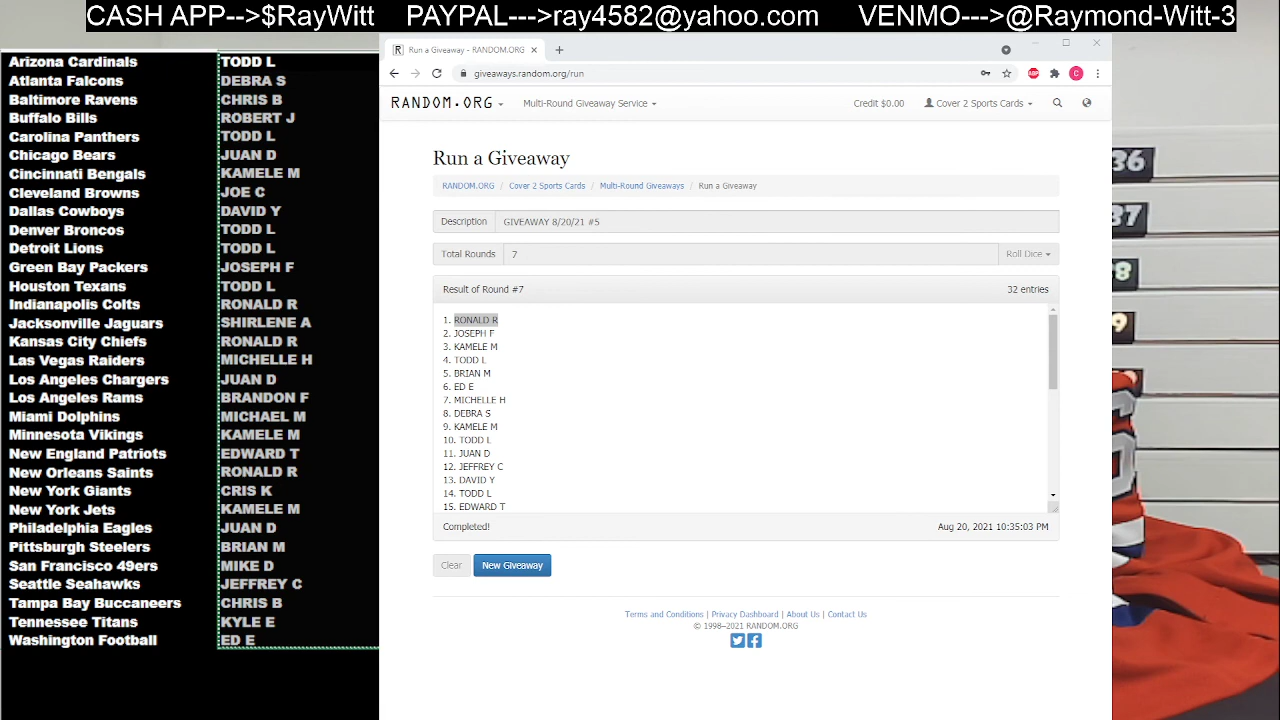 CASH APP-->$RayWitt PAYPAL--->ray4582@yahoo.com VENMO--->@Raymond-Witt-3
Arizona Cardinals TODD L
Atlanta Falcons DEBRA S
Baltimore Ravens CHRIS B
Buffalo Bills ROBERT J
Carolina Panthers TODD L
Chicago Bears JUAN D
Cincinnati Bengals KAMELE M
Cleveland Browns JOE C
Dallas Cowboys DAVID Y
Denver Broncos TODD L
Detroit Lions TODD L
Green Bay Packers JOSEPH F
Houston Texans TODD L
Indianapolis Colts RONALD R
Jacksonville Jaguars SHIRLENE A
Kansas City Chiefs RONALD R
Las Vegas Raiders MICHELLE H
Los Angeles Chargers JUAN D
Los Angeles Rams BRANDON F
Miami Dolphins MICHAEL M
Minnesota Vikings KAMELE M
New England Patriots EDWARD T
New Orleans Saints RONALD R
New York Giants CRIS K
New York Jets KAMELE M
Philadelphia Eagles JUAN D
Pittsburgh Steelers BRIAN M
San Francisco 49ers MIKE D
Seattle Seahawks JEFFREY C
Tampa Bay Buccaneers CHRIS B
Tennessee Titans KYLE E
Washington Football ED E
Run a Giveaway - RANDOM.ORG
giveaways.random.org/run
ABP
C
RANDOM.ORG Multi-Round Giveaway Service Credit $0.00 Cover 2 Sports Cards
Run a Giveaway
RANDOM.ORG / Cover 2 Sports Cards / Multi-Round Giveaways / Run a Giveaway
Description GIVEAWAY 8/20/21 #5
Total Rounds 7 Roll Dice
Result of Round #7 32 entries
1. RONALD R
2. JOSEPH F
3. KAMELE M
4. TODD L
5. BRIAN M
6. ED E
7. MICHELLE H
8. DEBRA S
9. KAMELE M
10. TODD L
11. JUAN D
12. JEFFREY C
13. DAVID Y
14. TODD L
15. EDWARD T
Completed! Aug 20, 2021 10:35:03 PM
Clear New Giveaway
Terms and Conditions | Privacy Dashboard | About Us | Contact Us
© 1998–2021 RANDOM.ORG
36
37
8
9